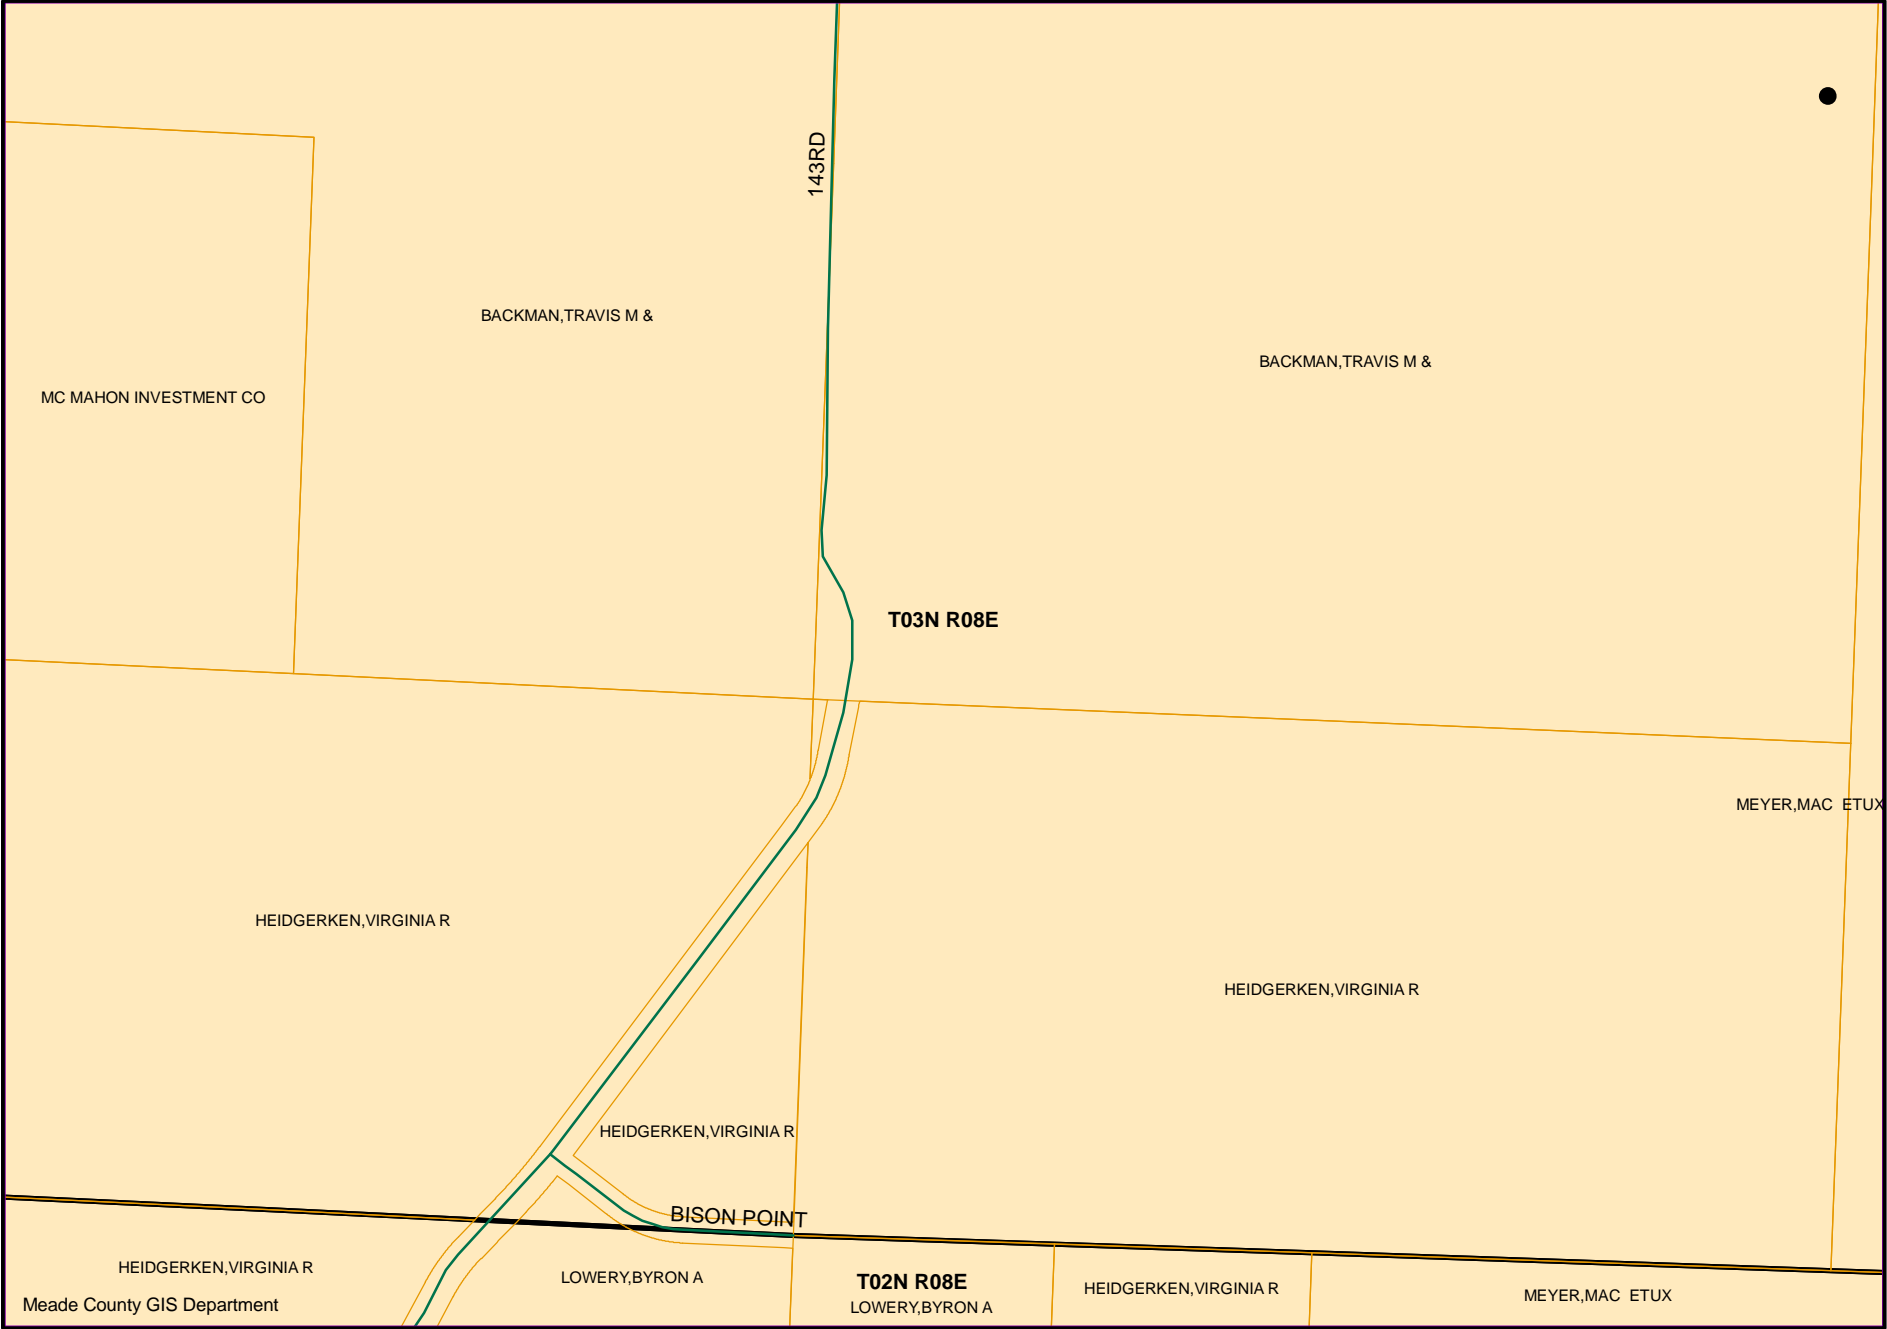 143RD
BACKMAN,TRAVIS M &
BACKMAN,TRAVIS M &
MC MAHON INVESTMENT CO
T03N R08E
MEYER,MAC  ETUX
HEIDGERKEN,VIRGINIA R
HEIDGERKEN,VIRGINIA R
HEIDGERKEN,VIRGINIA R
BISON POINT
HEIDGERKEN,VIRGINIA R
LOWERY,BYRON A
T02N R08E
HEIDGERKEN,VIRGINIA R
MEYER,MAC  ETUX
Meade County GIS Department
LOWERY,BYRON A